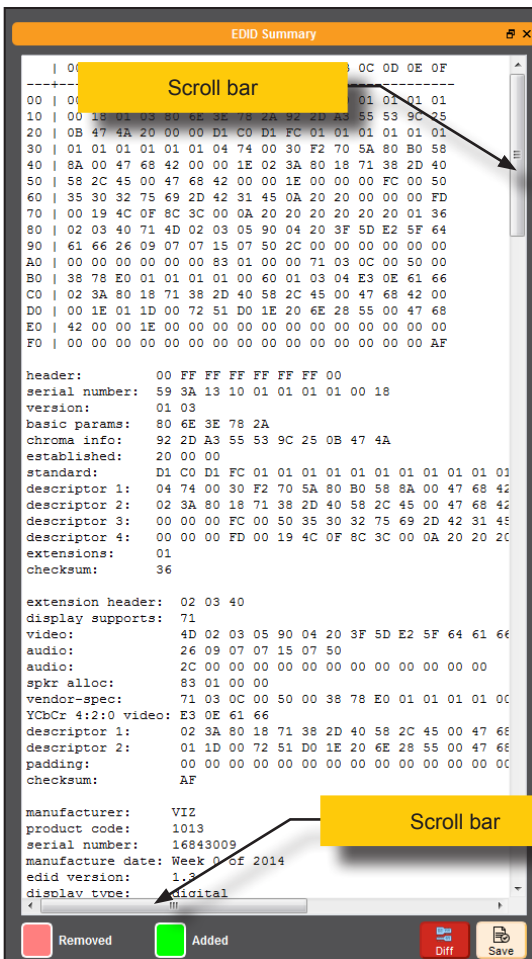 EDID Summary
| 00 0C 0D 0E 0F
Scroll bar
---+---
00 | 00 01 01 01 01
10 | 00 18 01 03 80 6E 3E 78 2A 92 2D A3 55 53 9C 25
20 | 0B 47 4A 20 00 00 D1 C0 D1 FC 01 01 01 01 01 01
30 | 01 01 01 01 01 01 04 74 00 30 F2 70 5A 80 B0 58
40 | 8A 00 47 68 42 00 00 1E 02 3A 80 18 71 38 2D 40
50 | 58 2C 45 00 47 68 42 00 00 1E 00 00 00 FC 00 50
60 | 35 30 32 75 69 2D 42 31 45 0A 20 20 00 00 00 FD
70 | 00 19 4C 0F 8C 3C 00 0A 20 20 20 20 20 20 01 36
80 | 02 03 40 71 4D 02 03 05 90 04 20 3F 5D E2 5F 64
90 | 61 66 26 09 07 07 15 07 50 2C 00 00 00 00 00 00
A0 | 00 00 00 00 00 00 83 01 00 00 71 03 0C 00 50 00
B0 | 38 78 E0 01 01 01 01 00 60 01 03 04 E3 0E 61 66
C0 | 02 3A 80 18 71 38 2D 40 58 2C 45 00 47 68 42 00
D0 | 00 1E 01 1D 00 72 51 D0 1E 20 6E 28 55 00 47 68
E0 | 42 00 00 1E 00 00 00 00 00 00 00 00 00 00 00 00
F0 | 00 00 00 00 00 00 00 00 00 00 00 00 00 00 00 AF
header: 00 FF FF FF FF FF FF 00
serial number: 59 3A 13 10 01 01 01 01 00 18
version: 01 03
basic params: 80 6E 3E 78 2A
chroma info: 92 2D A3 55 53 9C 25 0B 47 4A
established: 20 00 00
standard: D1 C0 D1 FC 01 01 01 01 01 01 01 01 01 01 01 01
descriptor 1: 04 74 00 30 F2 70 5A 80 B0 58 8A 00 47 68 42
descriptor 2: 02 3A 80 18 71 38 2D 40 58 2C 45 00 47 68 42
descriptor 3: 00 00 00 FC 00 50 35 30 32 75 69 2D 42 31 45
descriptor 4: 00 00 00 FD 00 19 4C 0F 8C 3C 00 0A 20 20 20
extensions: 01
checksum: 36
extension header: 02 03 40
display supports: 71
video: 4D 02 03 05 90 04 20 3F 5D E2 5F 64 61 66
audio: 26 09 07 07 15 07 50
audio: 2C 00 00 00 00 00 00 00 00 00 00 00 00
spkr alloc: 83 01 00 00
vendor-spec: 71 03 0C 00 50 00 38 78 E0 01 01 01 01 00
YCbCr 4:2:0 video: E3 0E 61 66
descriptor 1: 02 3A 80 18 71 38 2D 40 58 2C 45 00 47 68
descriptor 2: 01 1D 00 72 51 D0 1E 20 6E 28 55 00 47 68
padding: 00 00 00 00 00 00 00 00 00 00 00 00 00 00
checksum: AF
manufacturer: VIZ
product code: 1013
Scroll bar
serial number: 16843009
manufacture date: Week 0 of 2014
edid version: 1.3
display type: digital
Removed
Added
Diff
Save